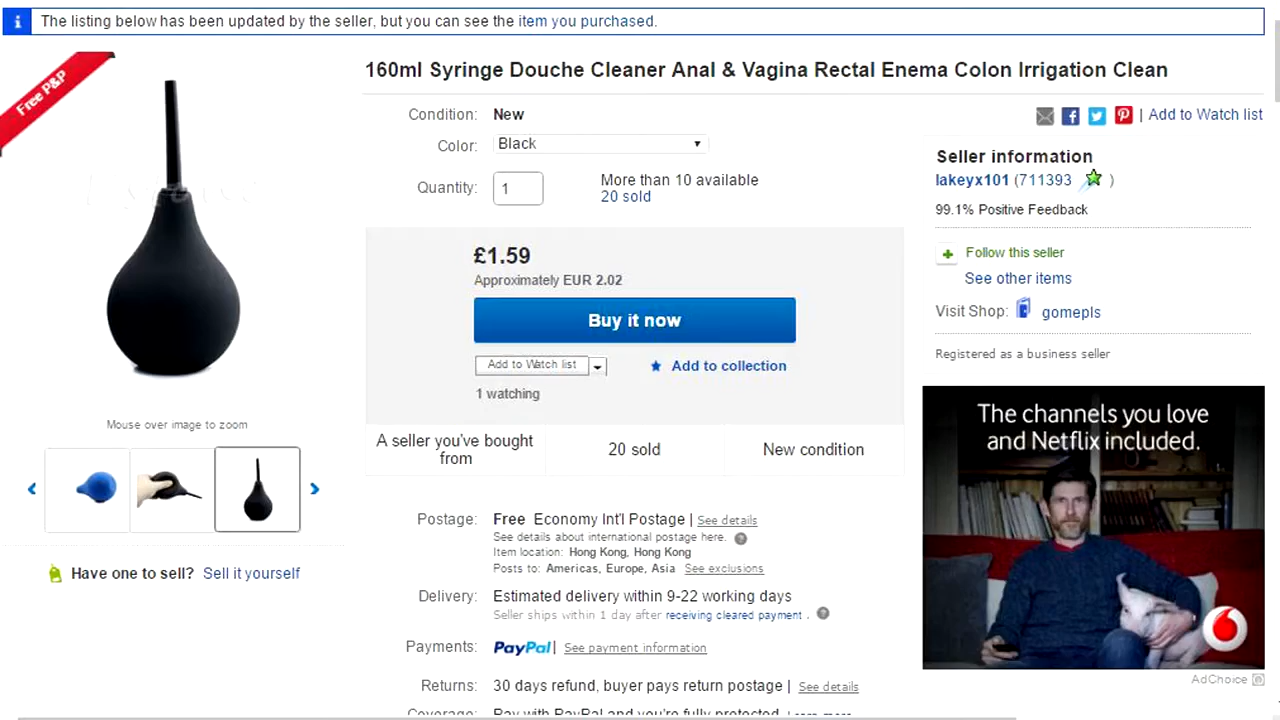 The listing below has been updated by the seller, but you can see the item you purchased.
Free P&P
160ml Syringe Douche Cleaner Anal & Vagina Rectal Enema Colon Irrigation Clean
Condition: New
| Add to Watch list
Color: Black
Quantity: 1
More than 10 available
20 sold
Seller information
lakeyx101 (711393 )
99.1% Positive Feedback
Follow this seller
See other items
Visit Shop: gomepls
Registered as a business seller
£1.59
Approximately EUR 2.02
Buy it now
Add to Watch list
Add to collection
1 watching
A seller you've bought from
20 sold
New condition
Mouse over image to zoom
Have one to sell? Sell it yourself
Postage: Free Economy Int'l Postage | See details
See details about international postage here.
Item location: Hong Kong, Hong Kong
Posts to: Americas, Europe, Asia See exclusions
Delivery: Estimated delivery within 9-22 working days
Seller ships within 1 day after receiving cleared payment .
Payments: PayPal | See payment information
Returns: 30 days refund, buyer pays return postage | See details
Coverage: Pay with PayPal and you're fully protected
The channels you love
and Netflix included.
AdChoice